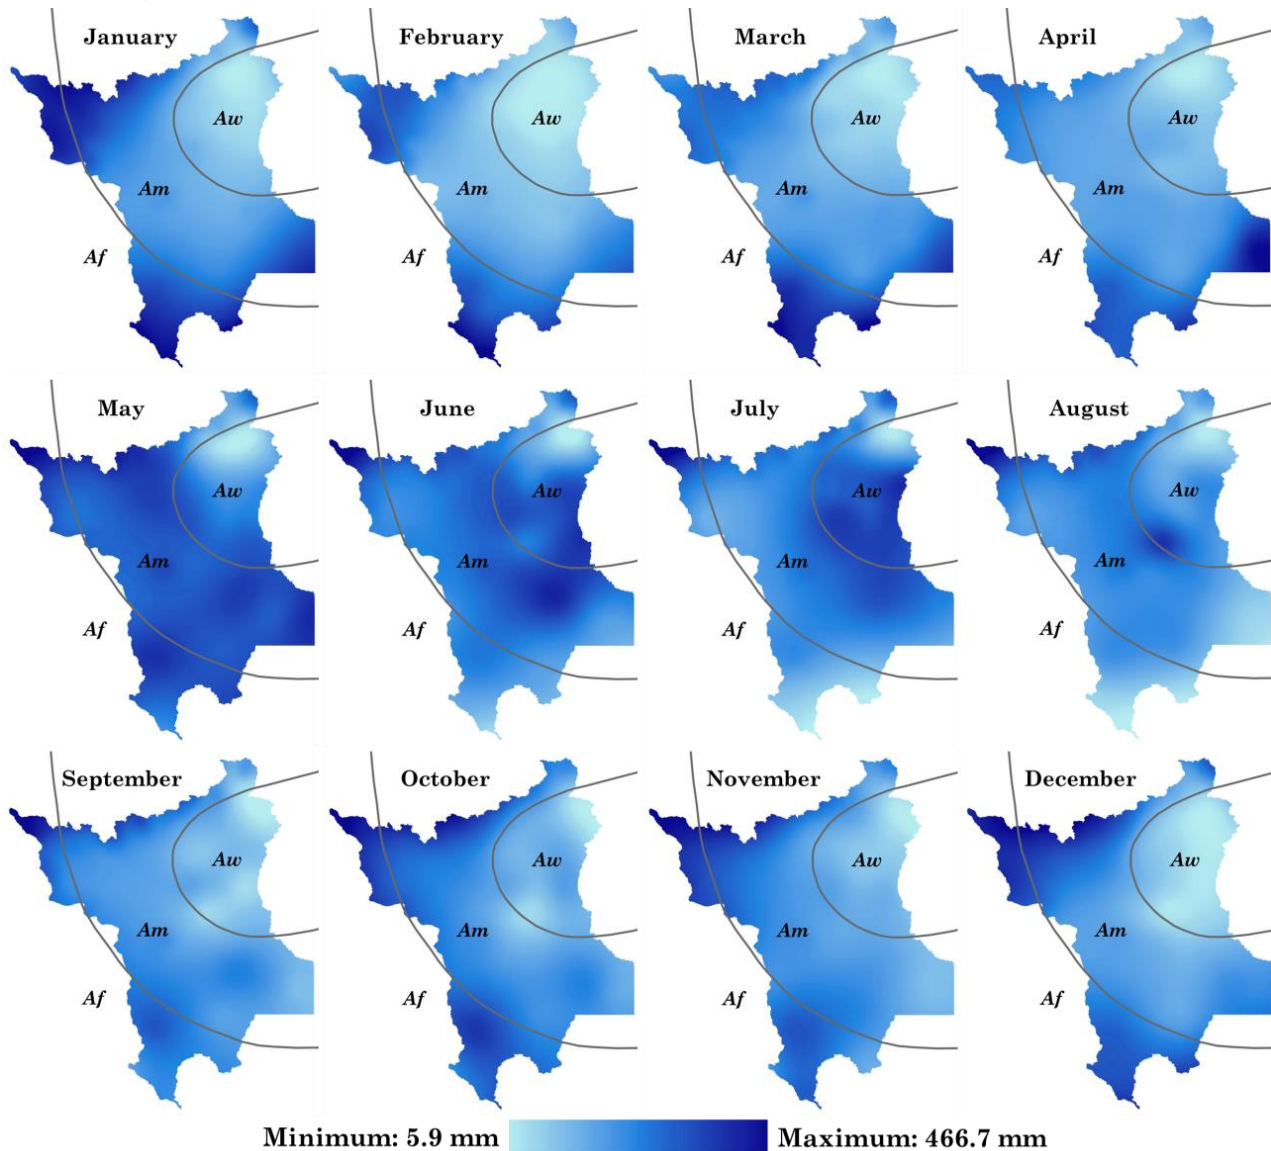 January
February
March
April
Aw
Aw
Aw
Aw
Am
Am
Am
Am
Af
Af
Af
Af
May
June
July
August
Aw
Aw
Aw
Aw
Am
Am
Am
Am
Af
Af
Af
Af
September
October
November
December
Aw
Aw
Aw
Aw
Am
Am
Am
Am
Af
Af
Af
Af
Minimum: 5.9 mm
Maximum: 466.7 mm